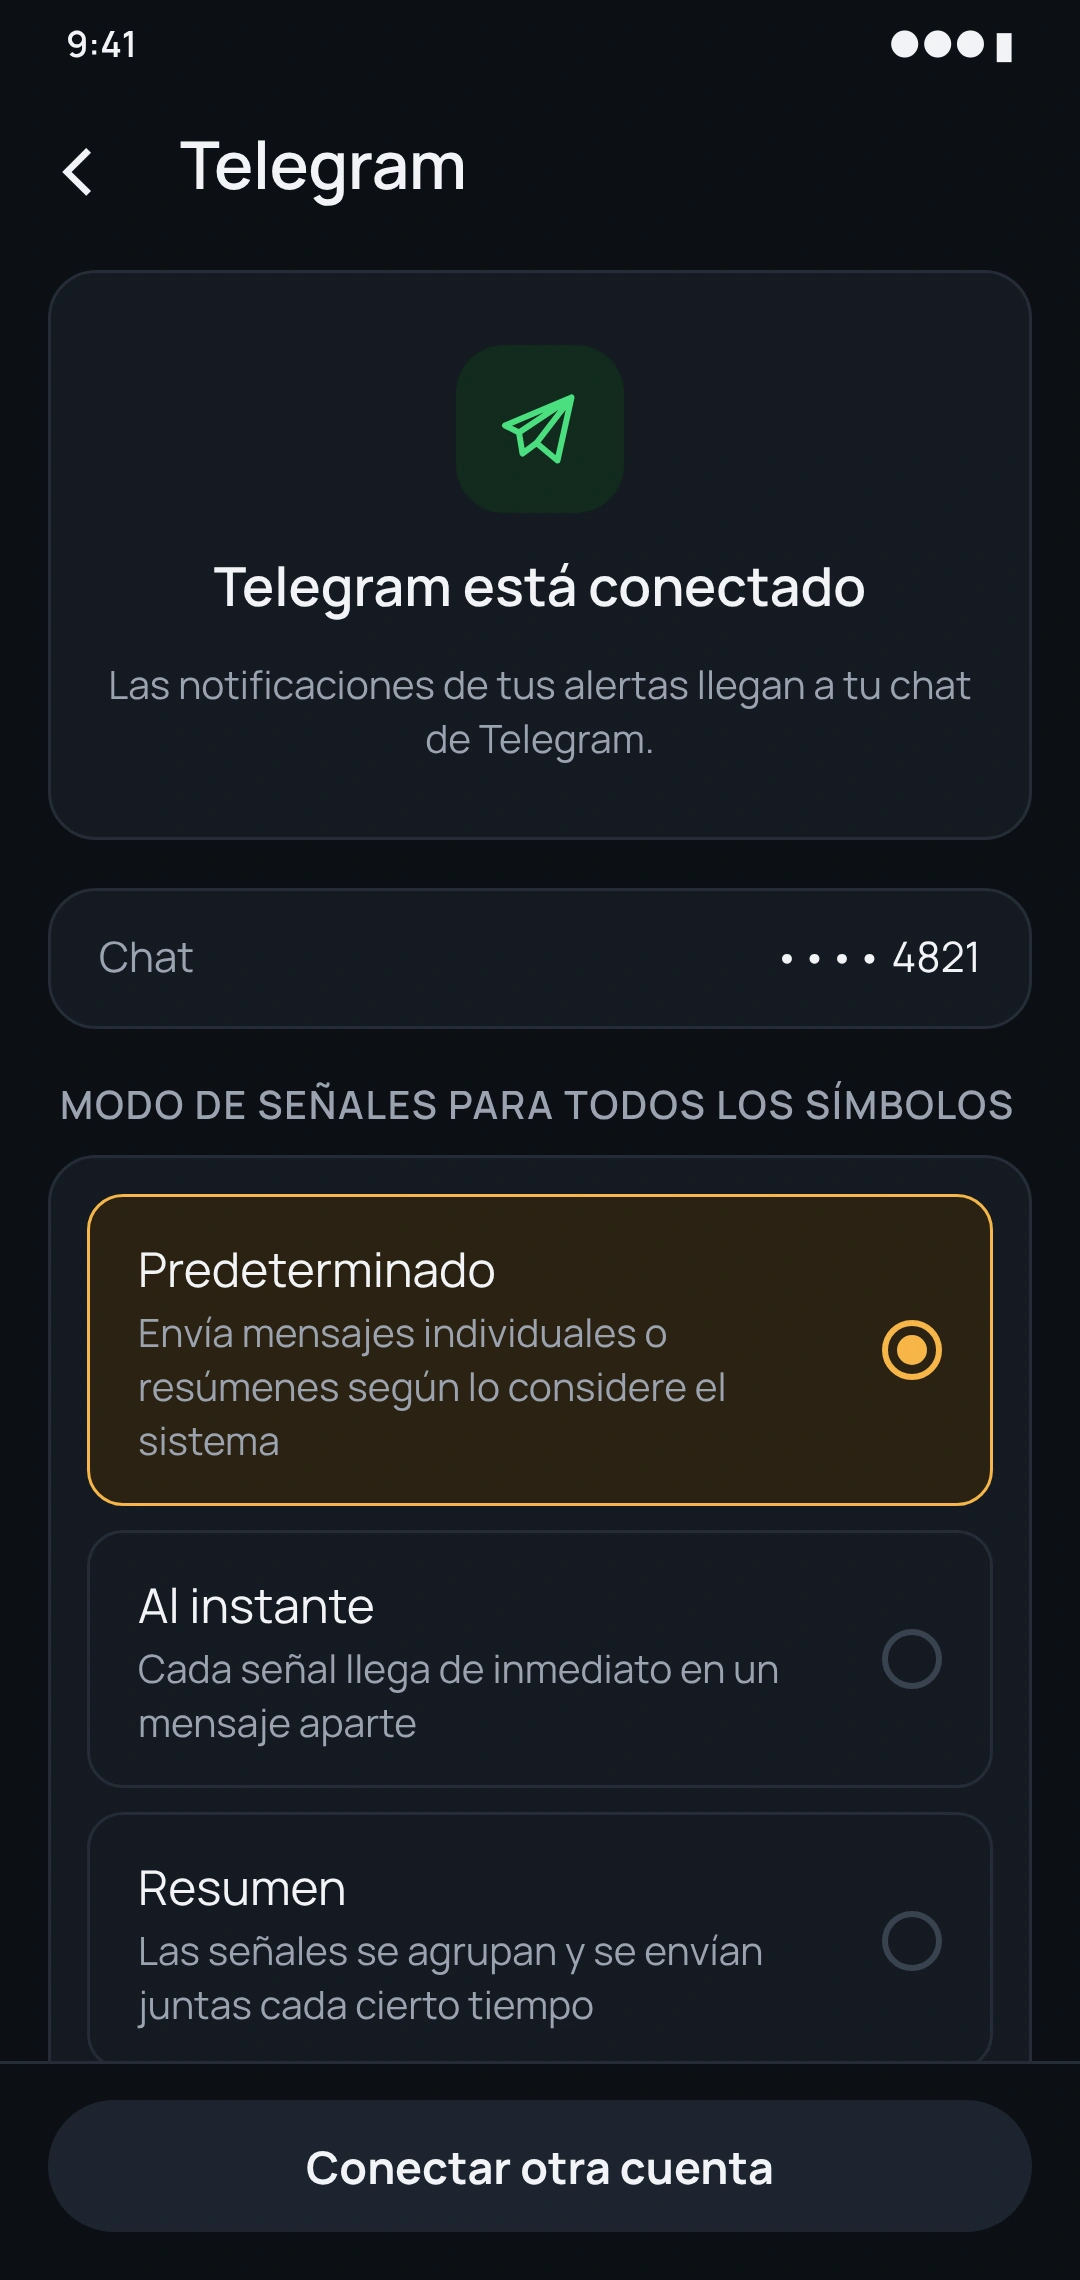 9:41
Telegram
Telegram está conectado
Las notificaciones de tus alertas llegan a tu chat
de Telegram.
Chat
•••• 4821
MODO DE SEÑALES PARA TODOS LOS SÍMBOLOS
Predeterminado
Envía mensajes individuales o
resúmenes según lo considere el
sistema
Al instante
Cada señal llega de inmediato en un
mensaje aparte
Resumen
Las señales se agrupan y se envían
juntas cada cierto tiempo
Conectar otra cuenta